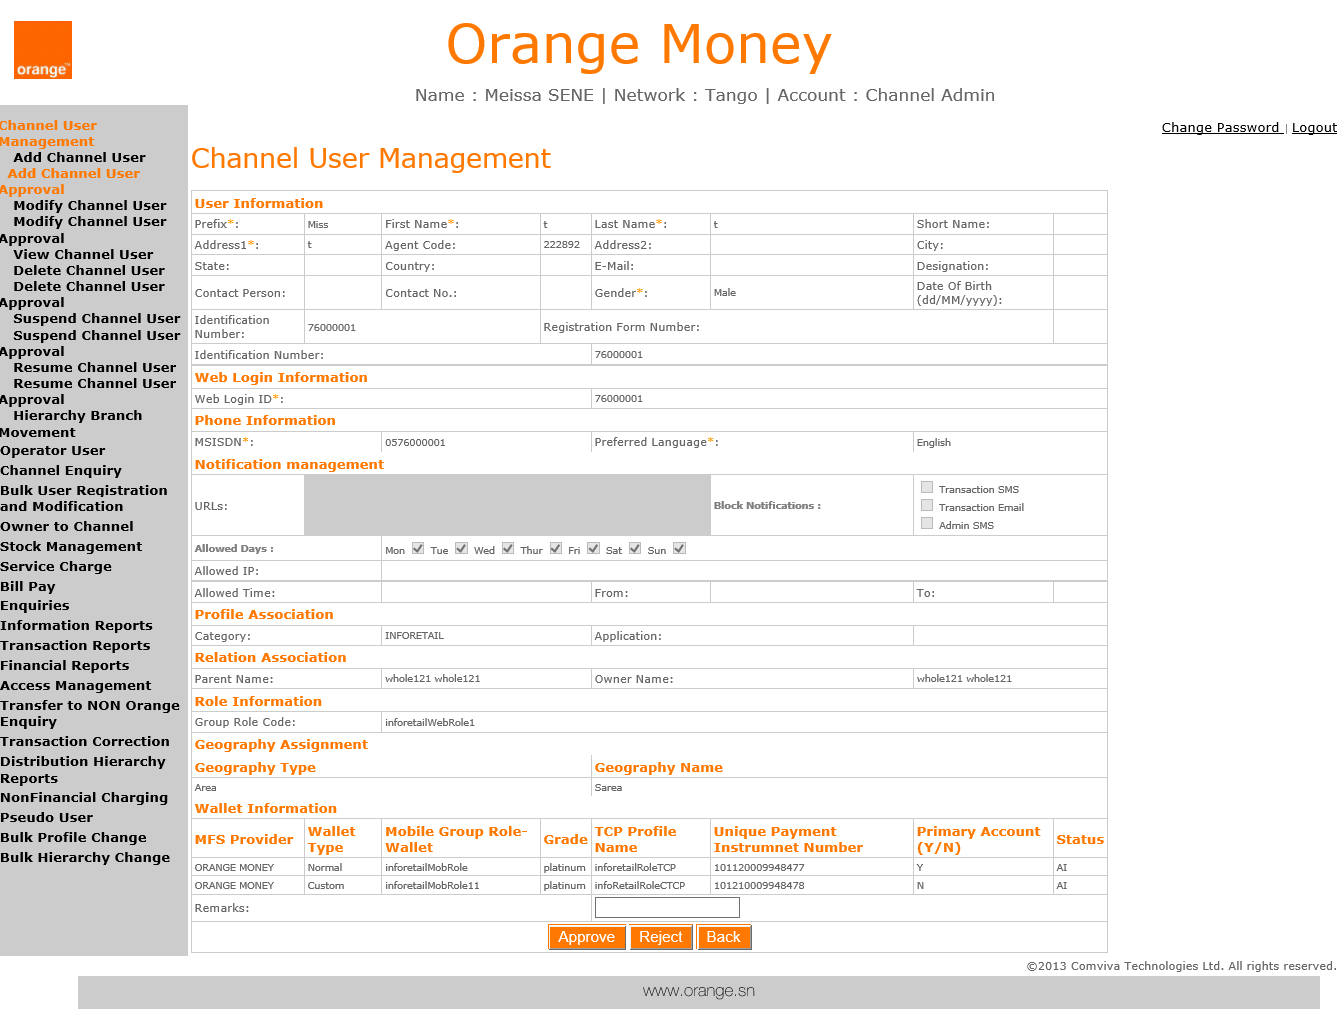 orange™
Orange Money
Name : Meissa SENE | Network : Tango | Account : Channel Admin
Change Password | Logout
Channel User
Management
Add Channel User
Add Channel User
Approval
Modify Channel User
Modify Channel User
Approval
View Channel User
Delete Channel User
Delete Channel User
Approval
Suspend Channel User
Suspend Channel User
Approval
Resume Channel User
Resume Channel User
Approval
Hierarchy Branch
Movement
Operator User
Channel Enquiry
Bulk User Registration
and Modification
Owner to Channel
Stock Management
Service Charge
Bill Pay
Enquiries
Information Reports
Transaction Reports
Financial Reports
Access Management
Transfer to NON Orange
Enquiry
Transaction Correction
Distribution Hierarchy
Reports
NonFinancial Charging
Pseudo User
Bulk Profile Change
Bulk Hierarchy Change
Channel User Management
User Information
Prefix*: Miss First Name*: t Last Name*: t Short Name:
Address1*: t Agent Code: 222892 Address2: City:
State: Country: E-Mail: Designation:
Contact Person: Contact No.: Gender*: Male Date Of Birth
(dd/MM/yyyy):
Identification
Number: 76000001 Registration Form Number:
Identification Number: 76000001
Web Login Information
Web Login ID*: 76000001
Phone Information
MSISDN*: 0576000001 Preferred Language*: English
Notification management
URLs: Block Notifications : Transaction SMS
Transaction Email
Admin SMS
Allowed Days : Mon Tue Wed Thur Fri Sat Sun
Allowed IP:
Allowed Time: From: To:
Profile Association
Category: INFORETAIL Application:
Relation Association
Parent Name: whole121 whole121 Owner Name: whole121 whole121
Role Information
Group Role Code: inforetailWebRole1
Geography Assignment
Geography Type Geography Name
Area Sarea
Wallet Information
MFS Provider Wallet Type Mobile Group Role-Wallet Grade TCP Profile Name Unique Payment Instrumnet Number Primary Account (Y/N) Status
ORANGE MONEY Normal inforetailMobRole platinum inforetailRoleTCP 101120009948477 Y AI
ORANGE MONEY Custom inforetailMobRole11 platinum infoRetailRoleCTCP 101210009948478 N AI
Remarks:
Approve Reject Back
©2013 Comviva Technologies Ltd. All rights reserved.
www.orange.sn